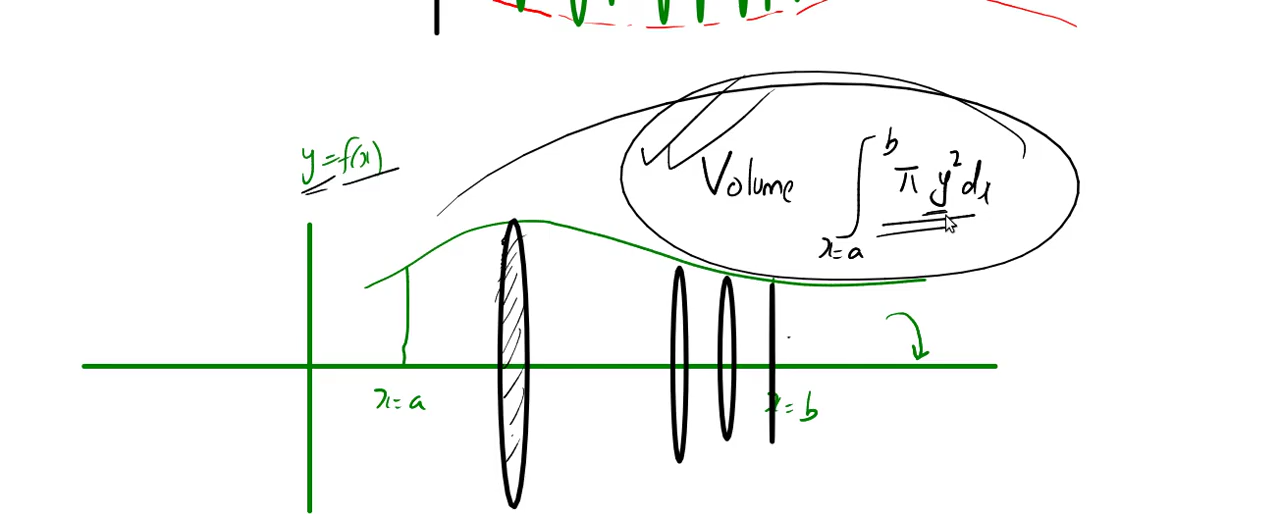 y=f(x)
Volume ∫ b x=a π y² dx
x=a
x=b